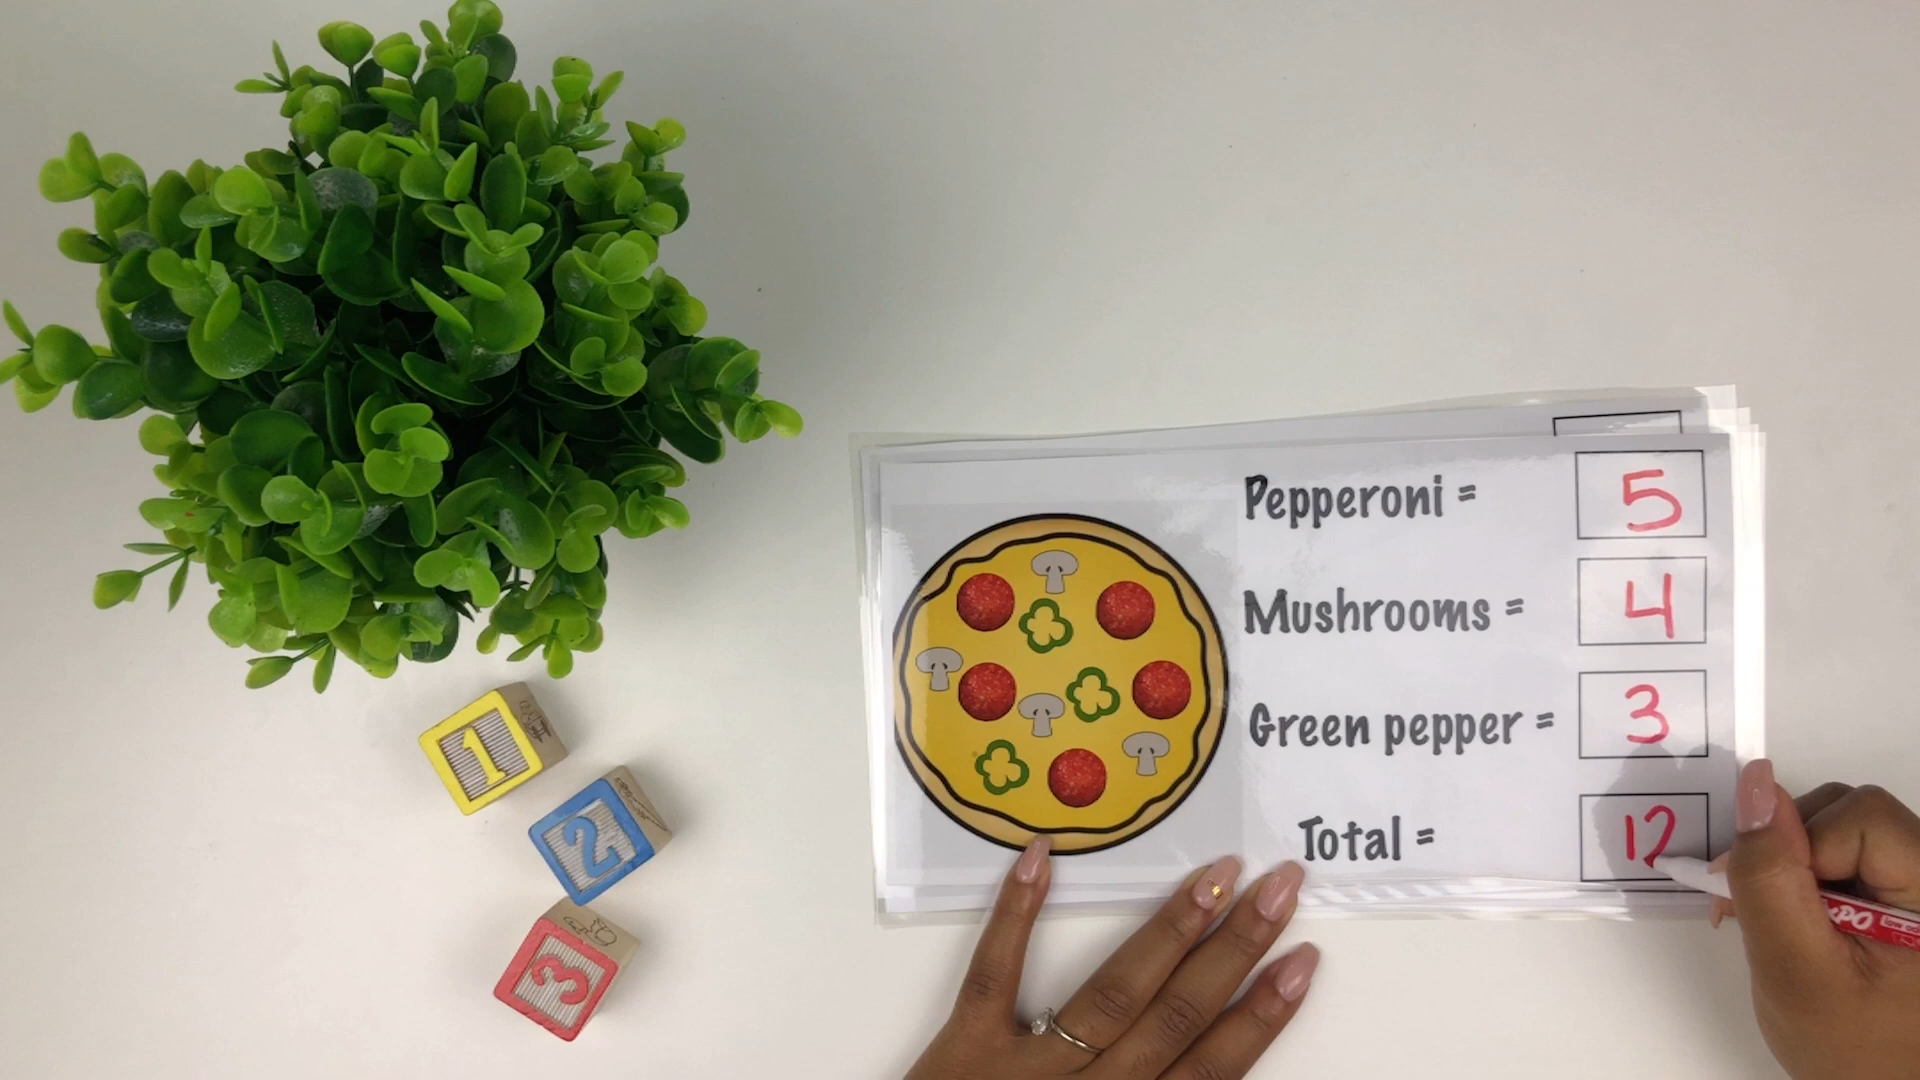 Pepperoni = 5
Mushrooms = 4
Green pepper = 3
Total = 12
1
2
3